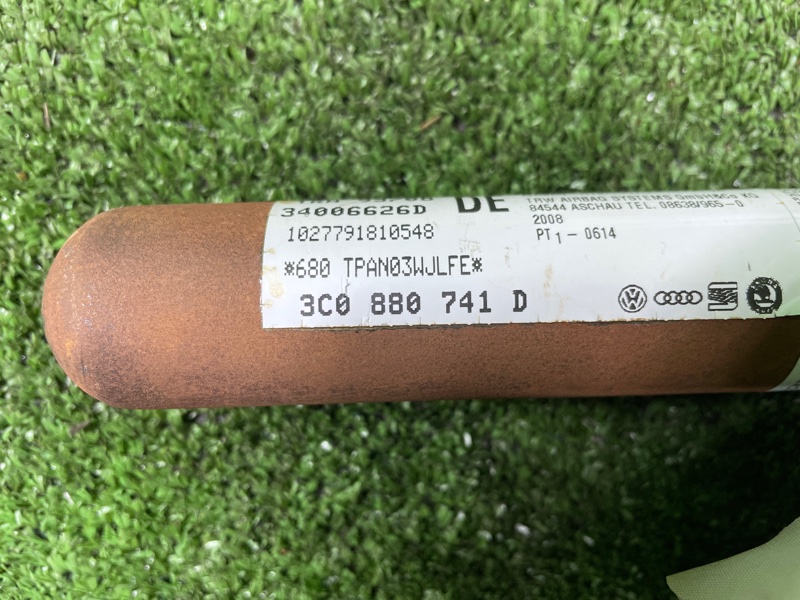 34006626D
1027791810548
*680 TPAN03WJLFE*
3C0 880 741 D
DE
TRW AIRBAG SYSTEMS GmbH&Co KG
84544 ASCHAU TEL. 08638/965-0
2008
PT1-0614